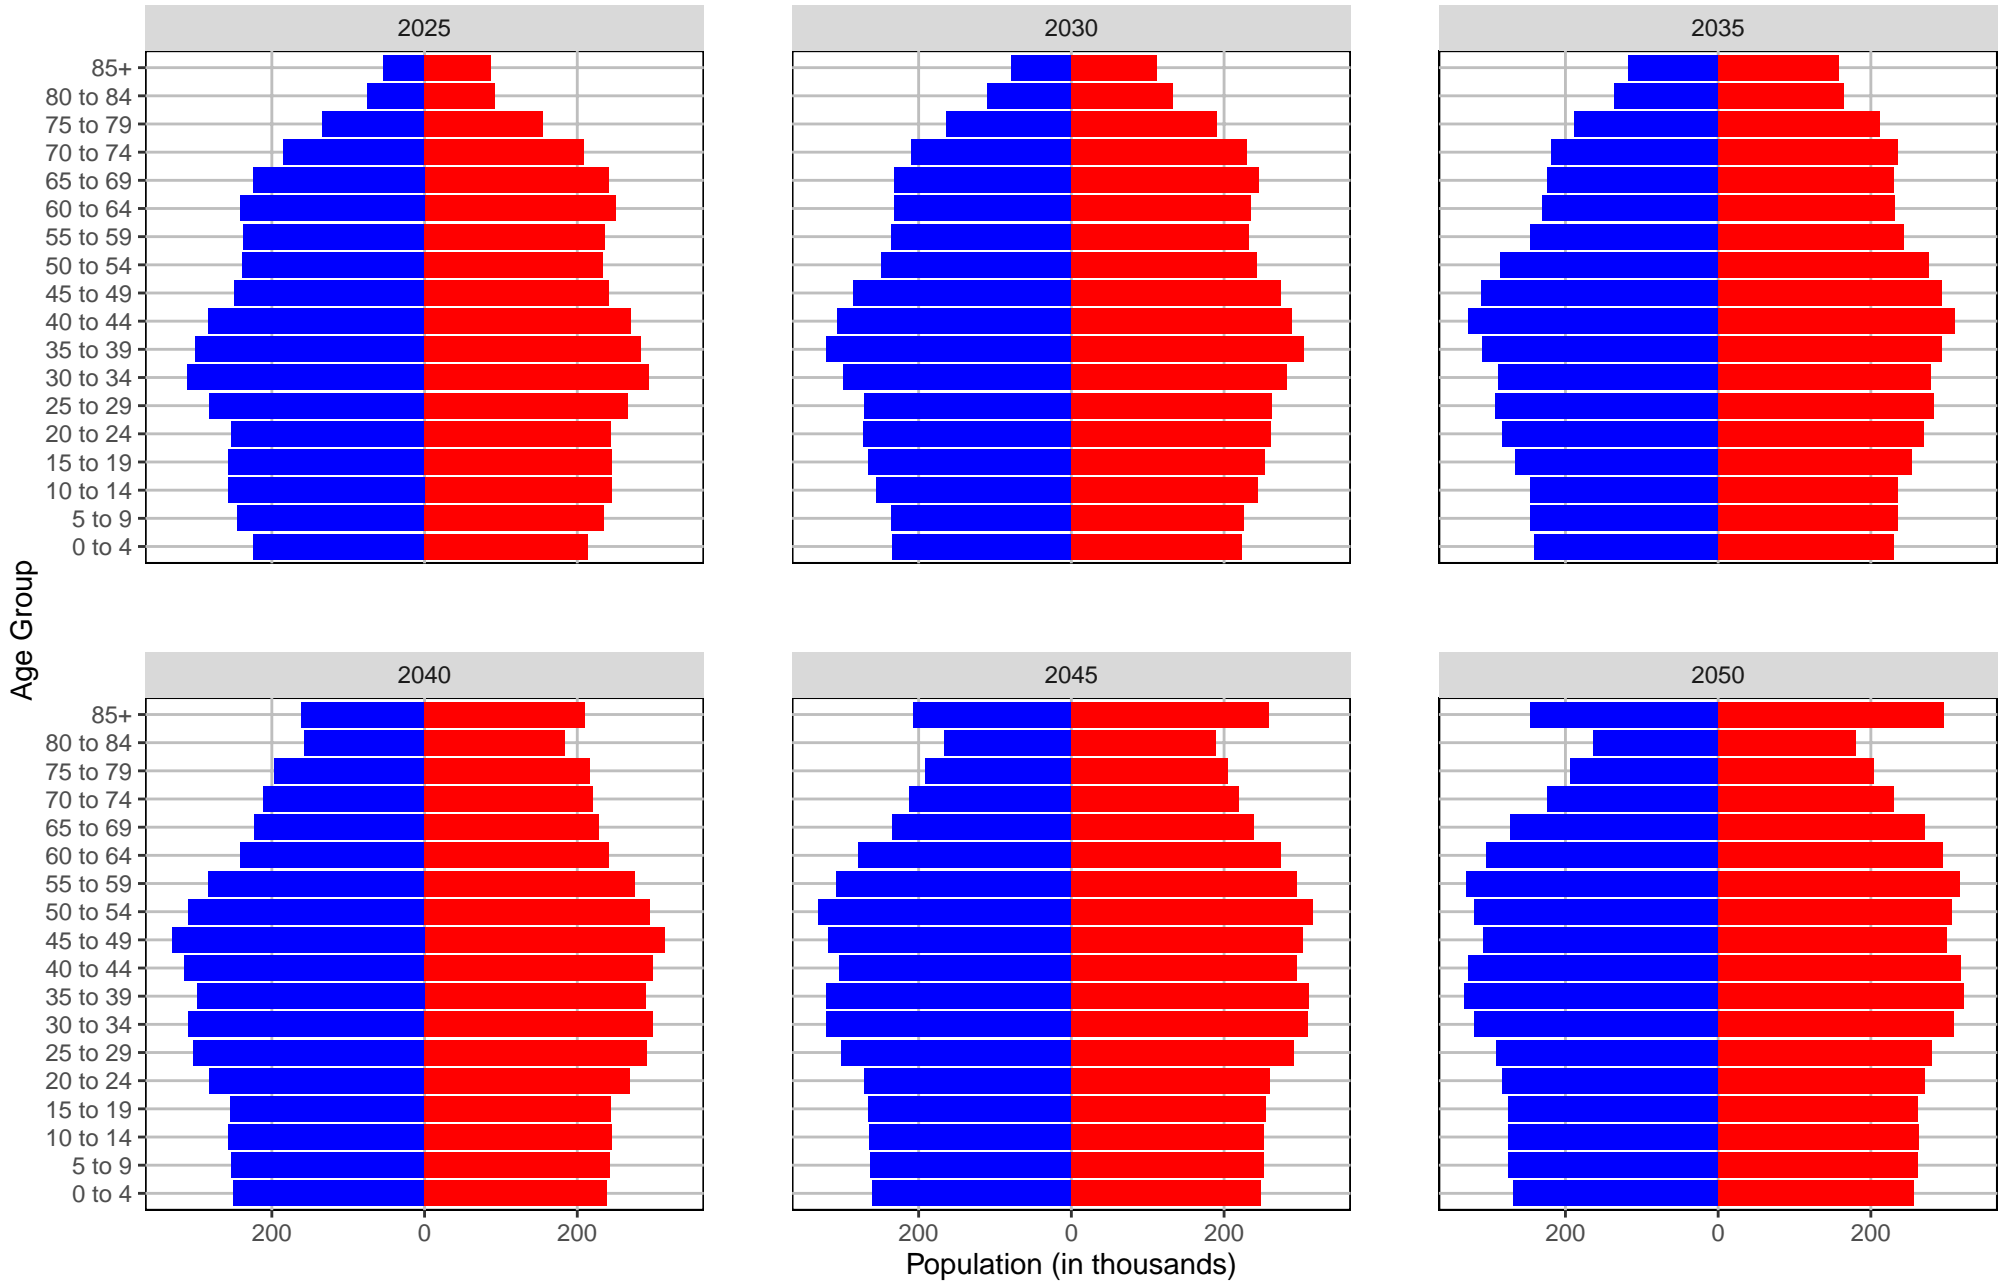 2025
2030
2035
85+
80 to 84
75 to 79
70 to 74
65 to 69
60 to 64
55 to 59
50 to 54
45 to 49
40 to 44
35 to 39
30 to 34
25 to 29
20 to 24
15 to 19
10 to 14
5 to 9
0 to 4
Age Group
2040
2045
2050
85+
80 to 84
75 to 79
70 to 74
65 to 69
60 to 64
55 to 59
50 to 54
45 to 49
40 to 44
35 to 39
30 to 34
25 to 29
20 to 24
15 to 19
10 to 14
5 to 9
0 to 4
200 0 200
200 0 200
200 0 200
Population (in thousands)